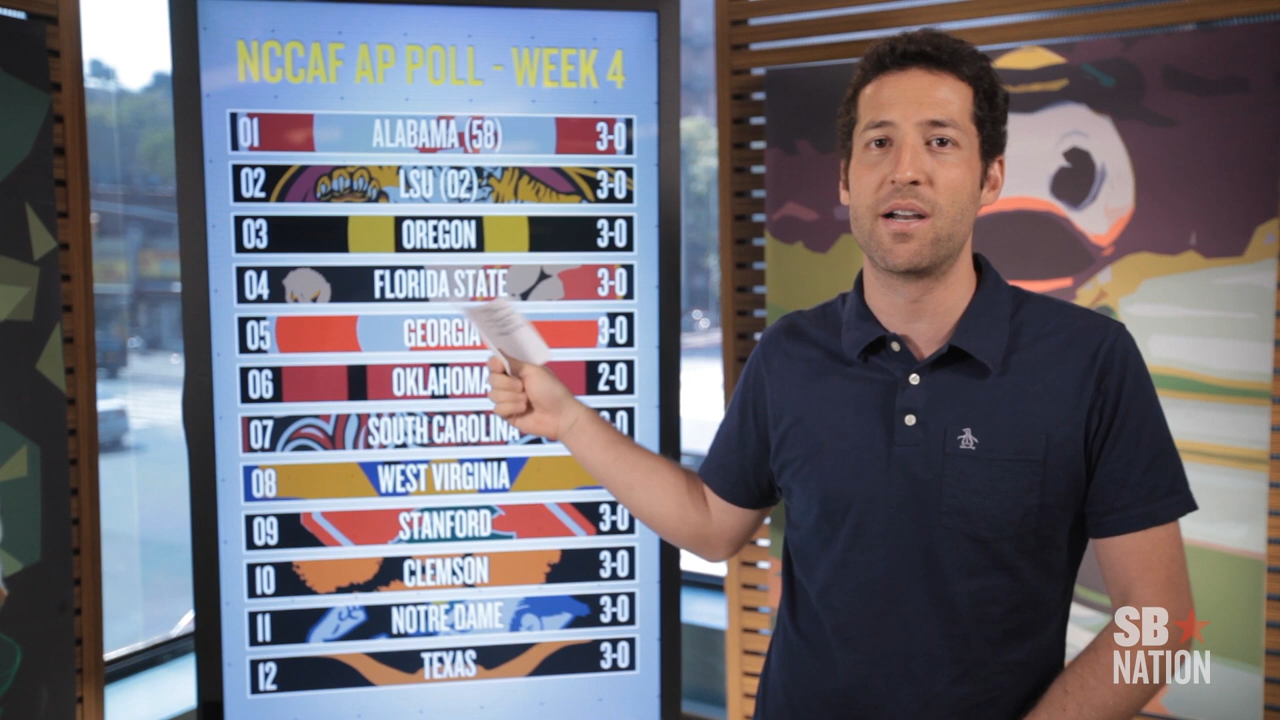 NCCAF AP POLL - WEEK 4
01 ALABAMA (58) 3-0
02 LSU (02) 3-0
03 OREGON 3-0
04 FLORIDA STATE 3-0
05 GEORGIA 3-0
06 OKLAHOMA 2-0
07 SOUTH CAROLINA
08 WEST VIRGINIA
09 STANFORD 3-0
10 CLEMSON 3-0
11 NOTRE DAME 3-0
12 TEXAS 3-0
SB
NATION